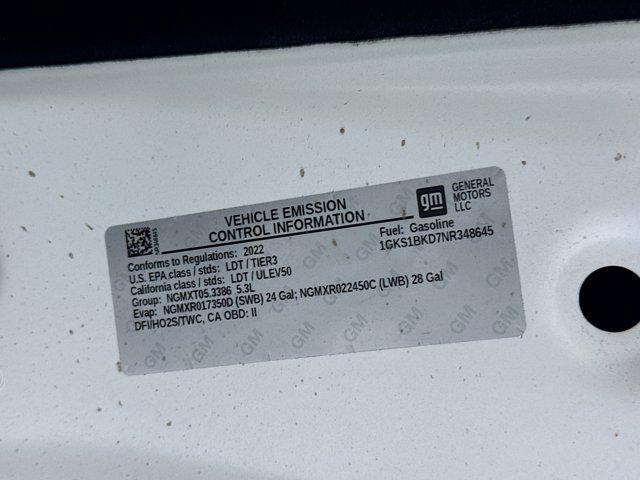 VEHICLE EMISSION
CONTROL INFORMATION
gm
GENERAL
MOTORS
LLC
Conforms to Regulations: 2022
Fuel: Gasoline
U.S. EPA class / stds: LDT / TIER3
1GKS1BKD7NR348645
California class / stds: LDT / ULEV50
Group: NGMXT05.3386 5.3L
Evap: NGMXR017350D (SWB) 24 Gal; NGMXR022450C (LWB) 28 Gal
DFI/HO2S/TWC, CA OBD: II